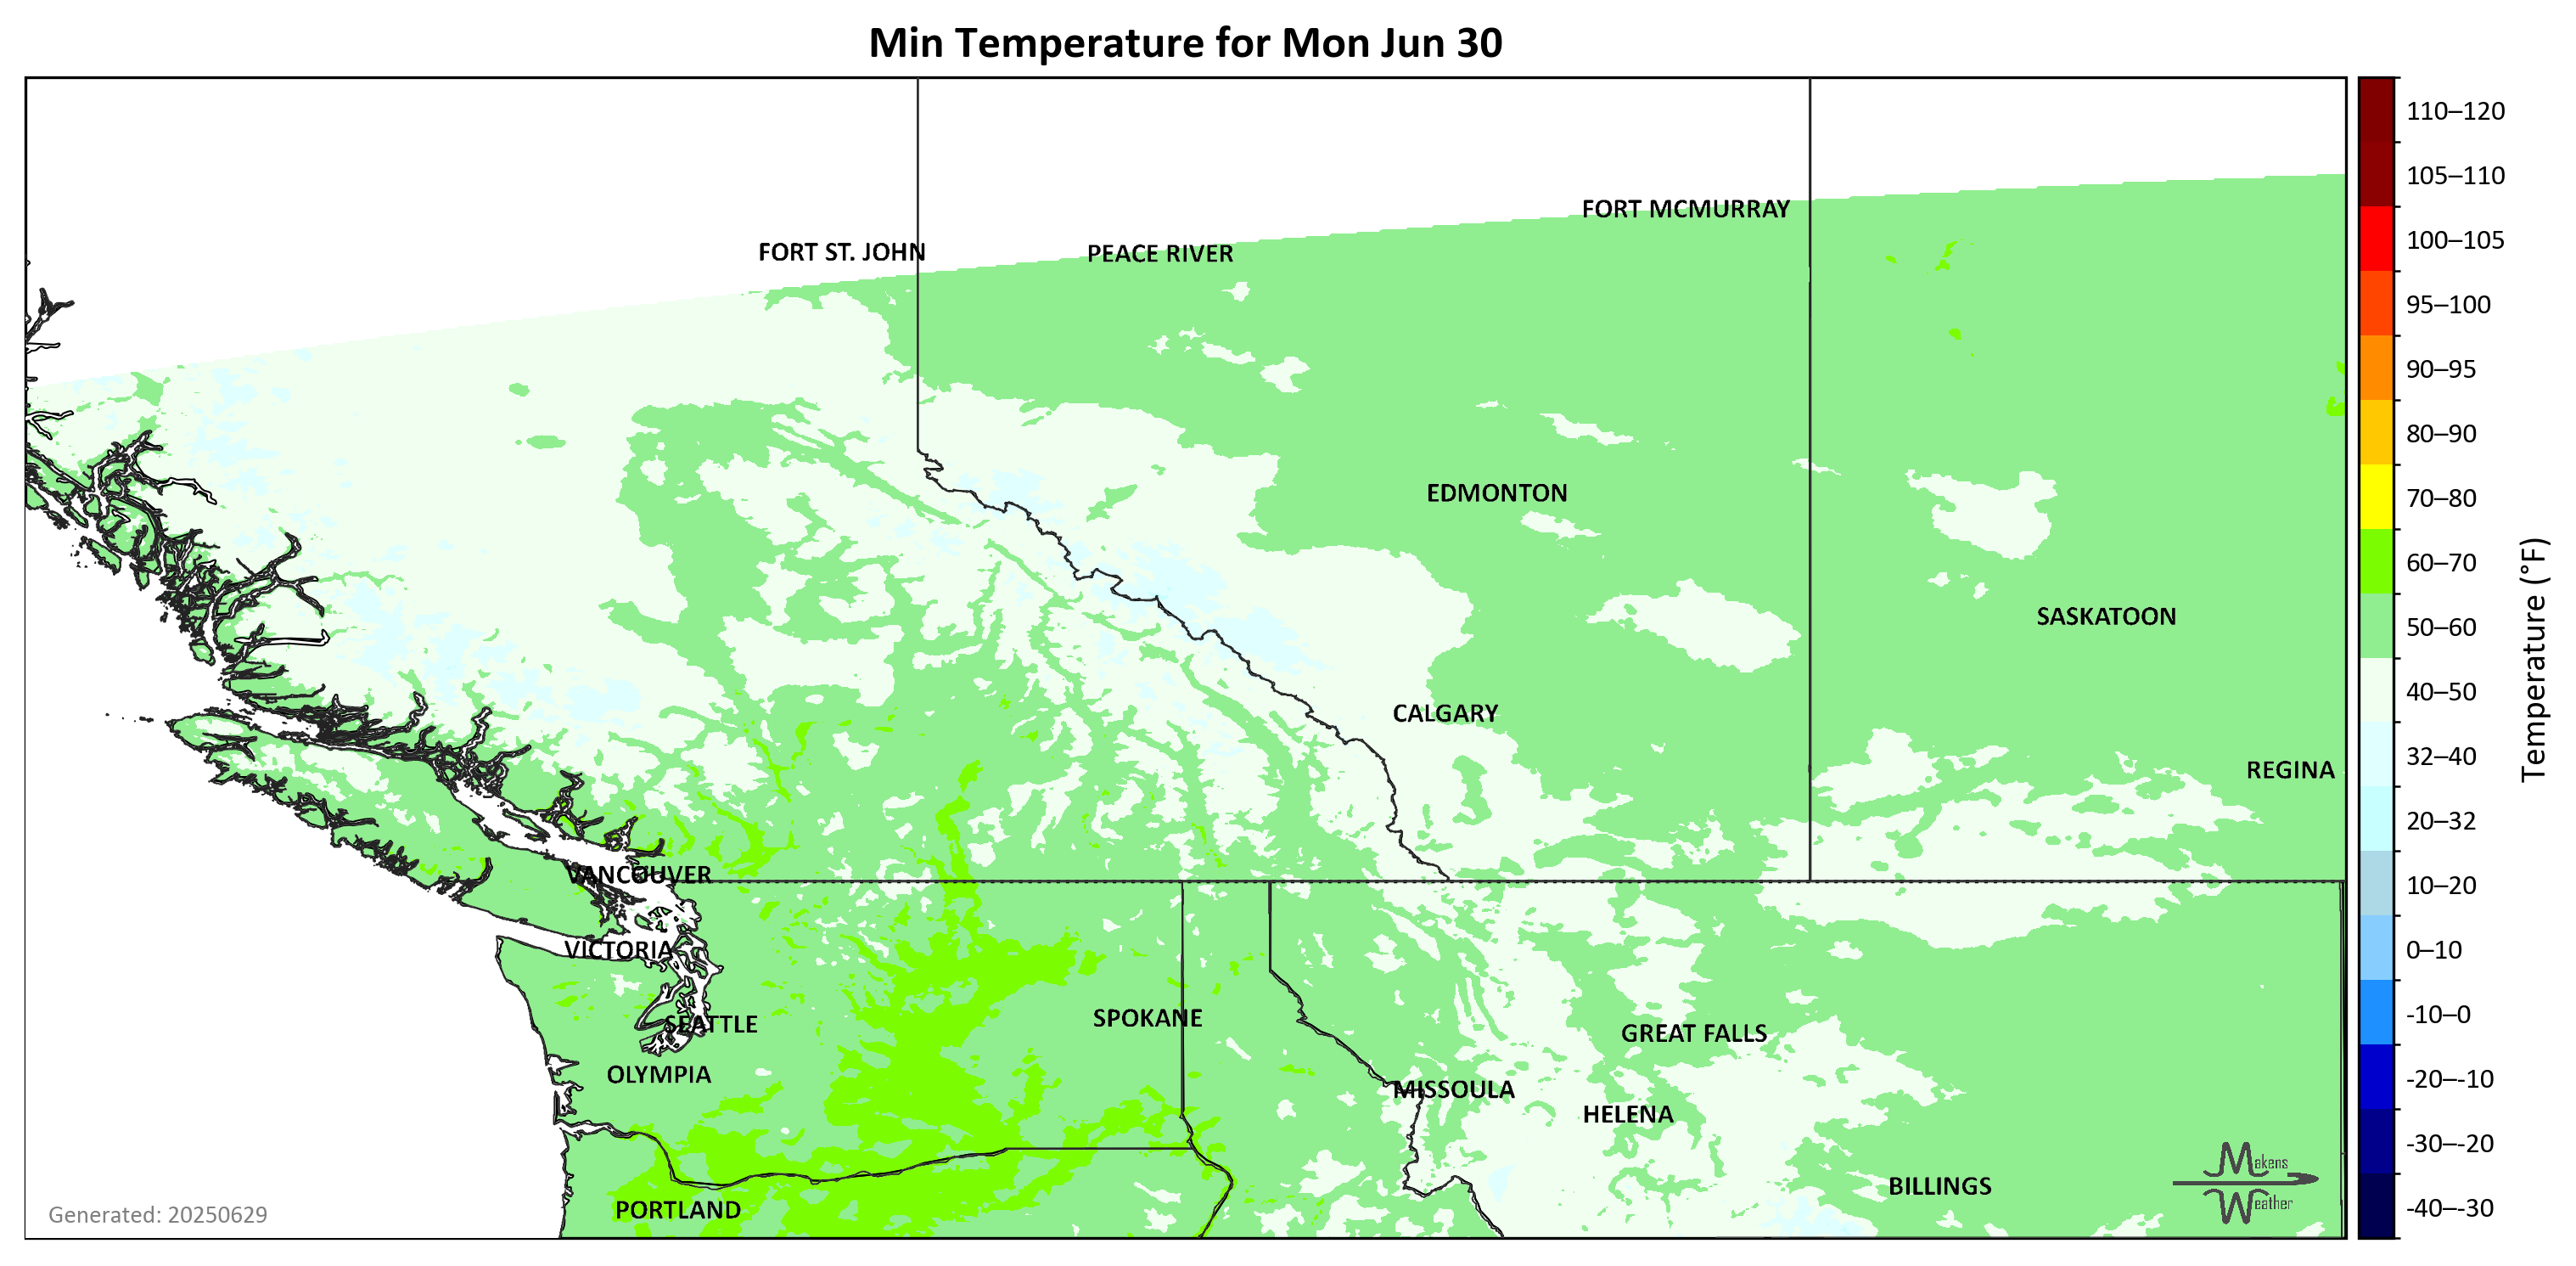 Min Temperature for Mon Jun 30
110–120
105–110
FORT MCMURRAY
100–105
FORT ST. JOHN
PEACE RIVER
95–100
90–95
80–90
EDMONTON
70–80
60–70
SASKATOON
50–60
Temperature (°F)
40–50
CALGARY
32–40
REGINA
20–32
VANCOUVER
10–20
VICTORIA
0–10
SEATTLE
SPOKANE
-10–0
GREAT FALLS
OLYMPIA
-20–-10
MISSOULA
HELENA
-30–-20
Makens
Weather
BILLINGS
PORTLAND
-40–-30
Generated: 20250629